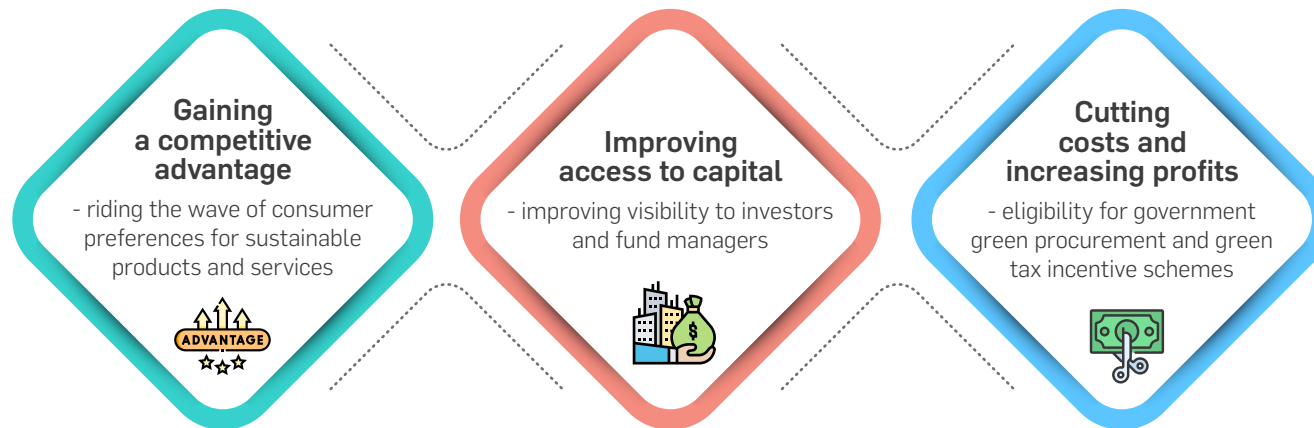 Gaining
a competitive
advantage
- riding the wave of consumer
preferences for sustainable
products and services
ADVANTAGE
Improving
access to capital
- improving visibility to investors
and fund managers
$
Cutting
costs and
increasing profits
- eligibility for government
green procurement and green
tax incentive schemes